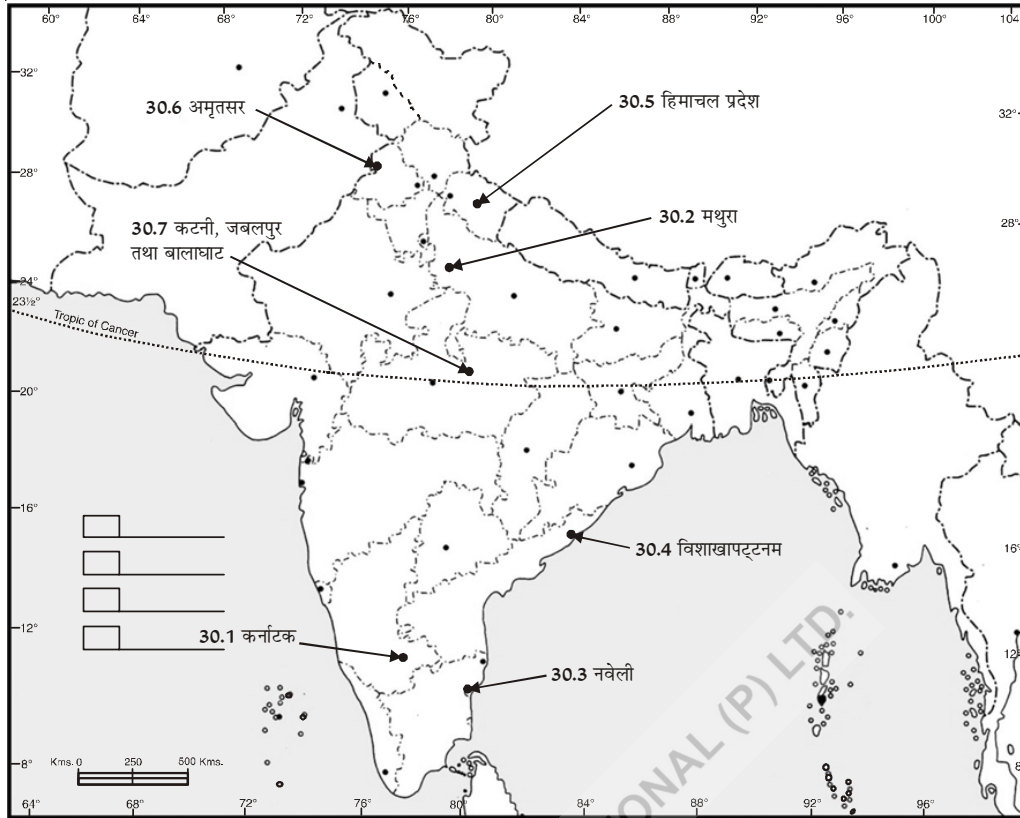 60° 68° 72° 76° 80° 84° 88° 92° 96° 100° 104
32°
28°
24°
23½°
20°
16°
12°
8°
32°
28°
20°
16°
12°
8
30.6 अमृतसर
30.5 हिमाचल प्रदेश
30.2 मथुरा
30.7 कटनी, जबलपुर
तथा बालाघाट
Tropic of Cancer
30.4 विशाखापट्टनम
30.1 कर्नाटक
30.3 नवेली
Kms. 0 250 500 Kms.
64° 68° 72° 76° 80° 84° 88° 92° 96°
IONAL (P) LTD.